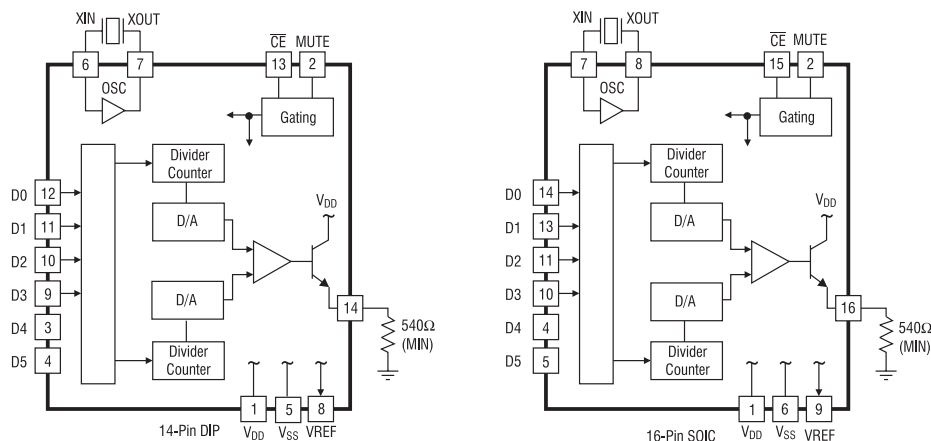 XIN XOUT
6 7
OSC
CE MUTE
13 2
Gating
Divider
Counter
D/A
VDD
D0 12
D1 11
D2 10
D3 9
D4 3
D5 4
D/A
Divider
Counter
14
540Ω
(MIN)
1 5 8
VDD VSS VREF
14-Pin DIP
XIN XOUT
7 8
OSC
CE MUTE
15 2
Gating
Divider
Counter
D/A
VDD
D0 14
D1 13
D2 11
D3 10
D4 4
D5 5
D/A
Divider
Counter
16
540Ω
(MIN)
1 6 9
VDD VSS VREF
16-Pin SOIC